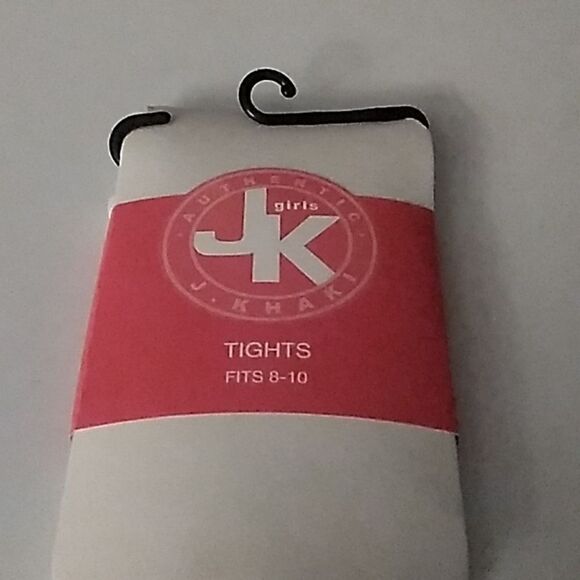 AUTHENTIC
girls
JK
J. KHAKI
TIGHTS
FITS 8-10